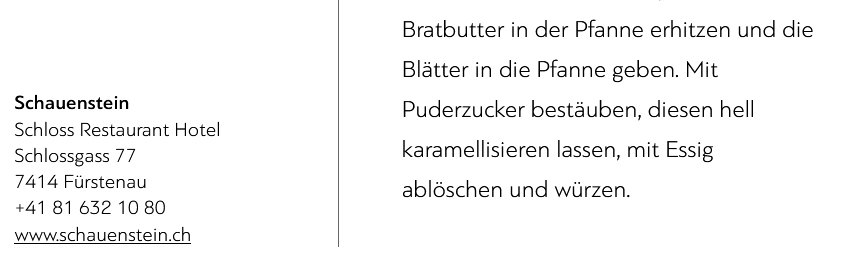 Schauenstein
Schloss Restaurant Hotel
Schlossgass 77
7414 Fürstenau
+41 81 632 10 80
www.schauenstein.ch
Bratbutter in der Pfanne erhitzen und die
Blätter in die Pfanne geben. Mit
Puderzucker bestäuben, diesen hell
karamellisieren lassen, mit Essig
ablöschen und würzen.